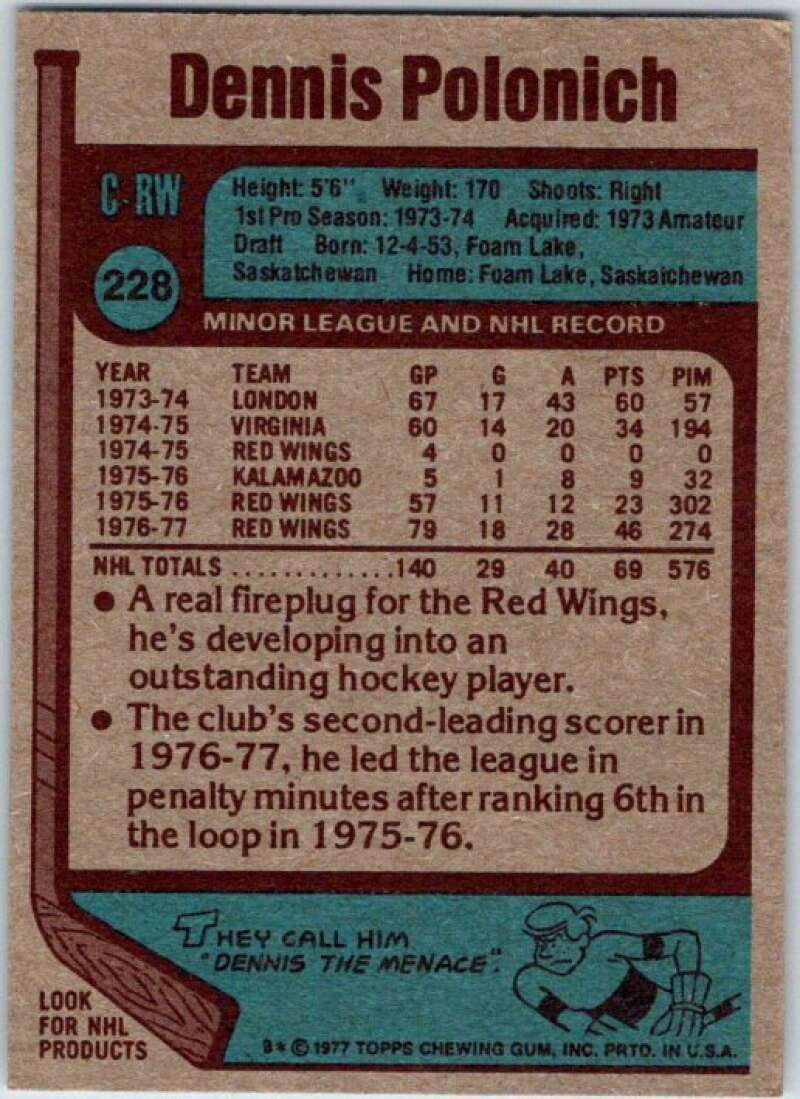 Dennis Polonich
C-RW
Height: 5'6" Weight: 170 Shoots: Right
1st Pro Season: 1973-74 Acquired: 1973 Amateur
Draft Born: 12-4-53, Foam Lake,
Saskatchewan Home: Foam Lake, Saskatchewan
228
MINOR LEAGUE AND NHL RECORD
YEAR TEAM GP G A PTS PIM
1973-74 LONDON 67 17 43 60 57
1974-75 VIRGINIA 60 14 20 34 194
1974-75 RED WINGS 4 0 0 0 0
1975-76 KALAMAZOO 5 1 8 9 32
1975-76 RED WINGS 57 11 12 23 302
1976-77 RED WINGS 79 18 28 46 274
NHL TOTALS .............140 29 40 69 576
● A real fireplug for the Red Wings,
he's developing into an
outstanding hockey player.
● The club's second-leading scorer in
1976-77, he led the league in
penalty minutes after ranking 6th in
the loop in 1975-76.
THEY CALL HIM
"DENNIS THE MENACE".
LOOK
FOR NHL
PRODUCTS
B* © 1977 TOPPS CHEWING GUM, INC. PRTD. IN U.S.A.